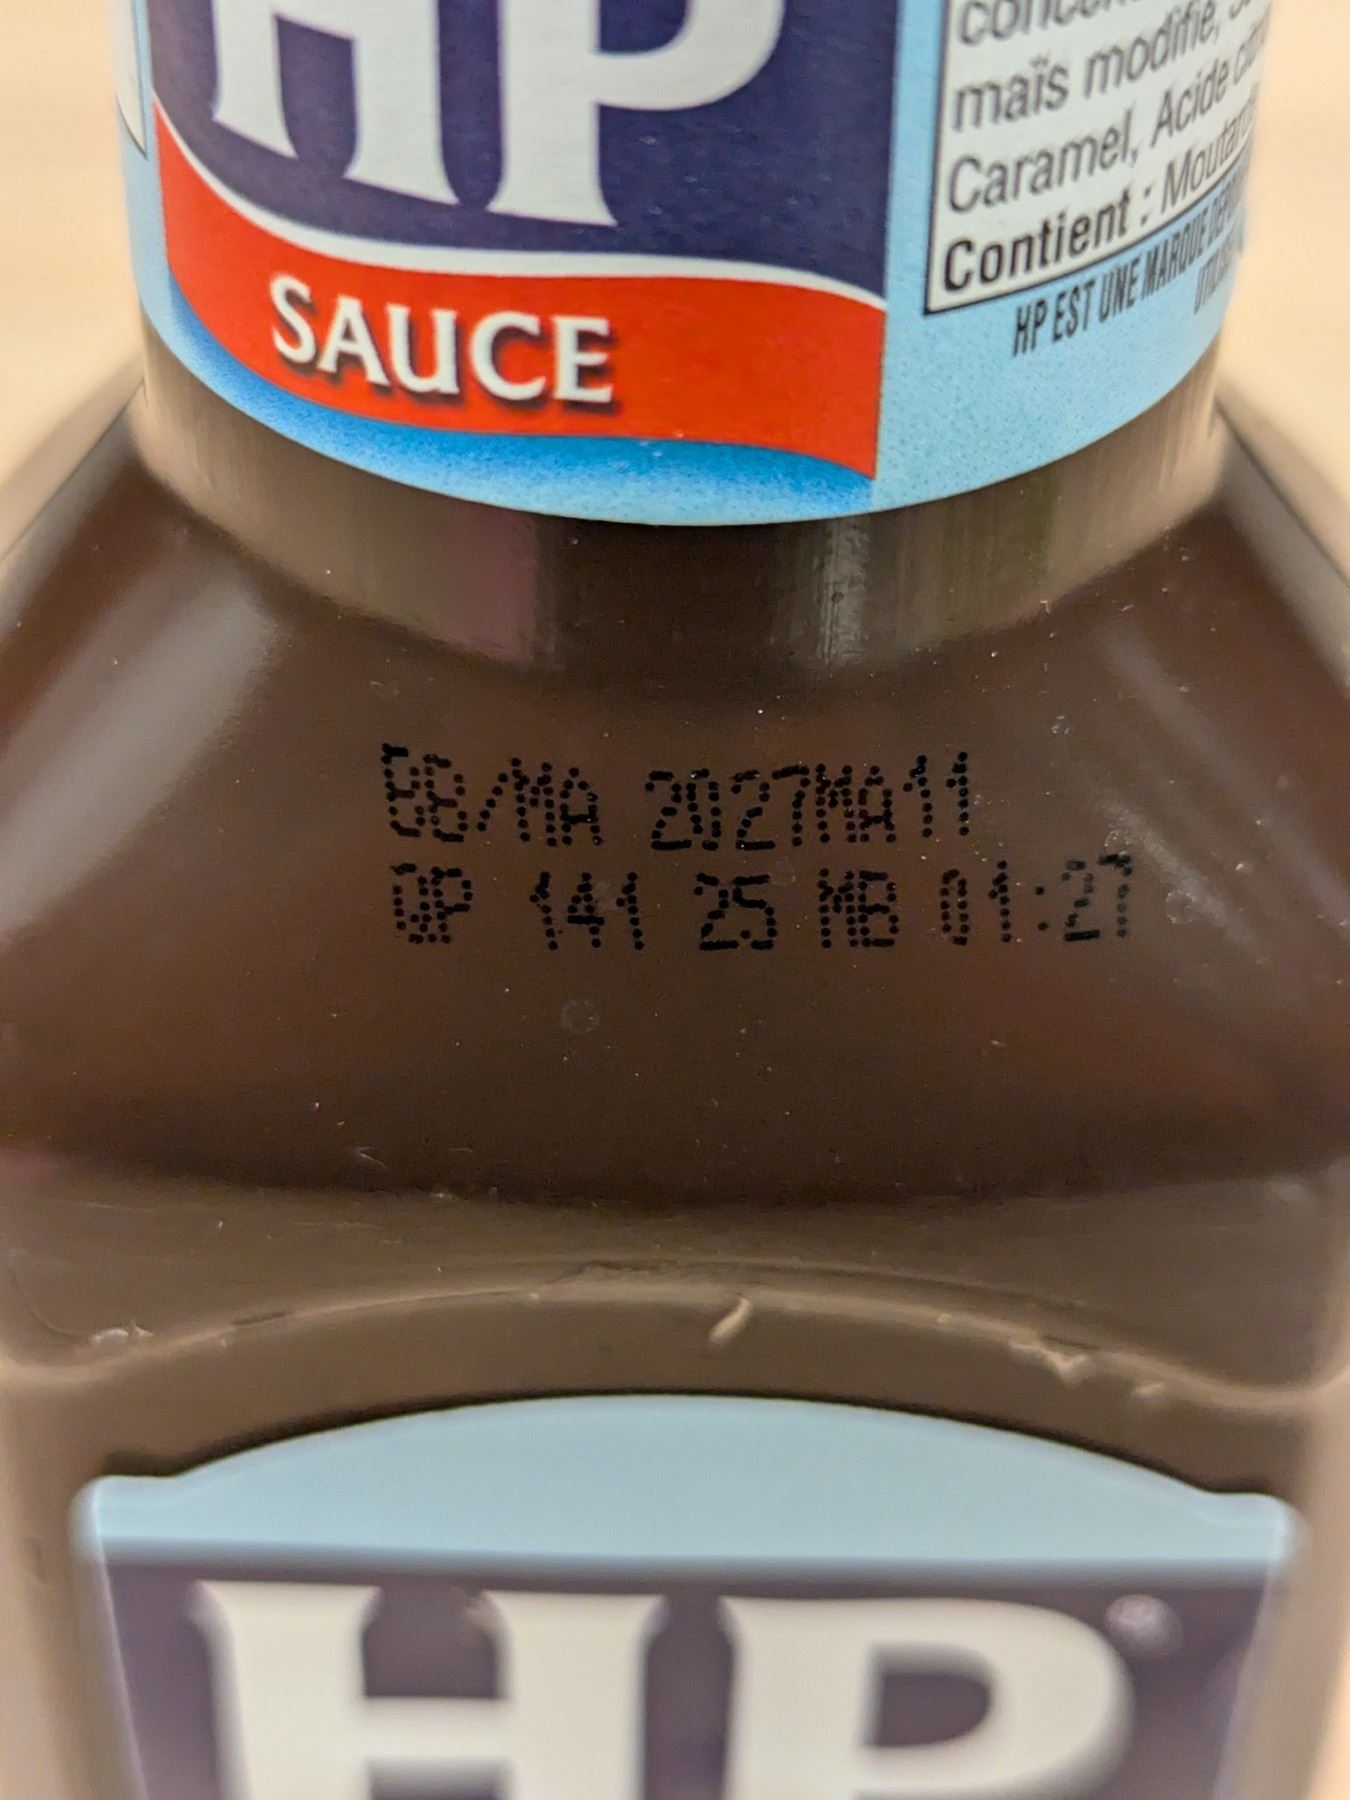 HP
SAUCE
maïs modifié,
Caramel, Acide
Contient :
HP EST UNE MARQUE
BB/MA 2027MA11
QP 141 25 MB 01:27
HP®